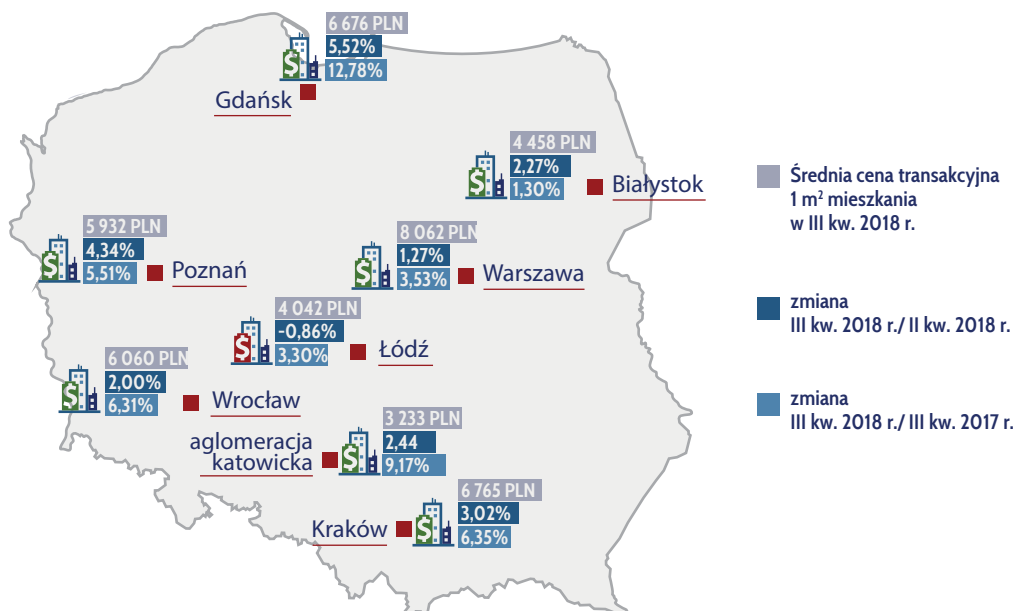 6 676 PLN
5,52%
12,78%
Gdańsk
4 458 PLN
2,27%
1,30%
Białystok
5 932 PLN
4,34%
5,51%
Poznań
8 062 PLN
1,27%
3,53%
Warszawa
4 042 PLN
-0,86%
3,30%
Łódź
6 060 PLN
2,00%
6,31%
Wrocław
aglomeracja
katowicka
3 233 PLN
2,44
9,17%
Kraków
6 765 PLN
3,02%
6,35%
Średnia cena transakcyjna
1 m² mieszkania
w III kw. 2018 r.
zmiana
III kw. 2018 r./ II kw. 2018 r.
zmiana
III kw. 2018 r./ III kw. 2017 r.